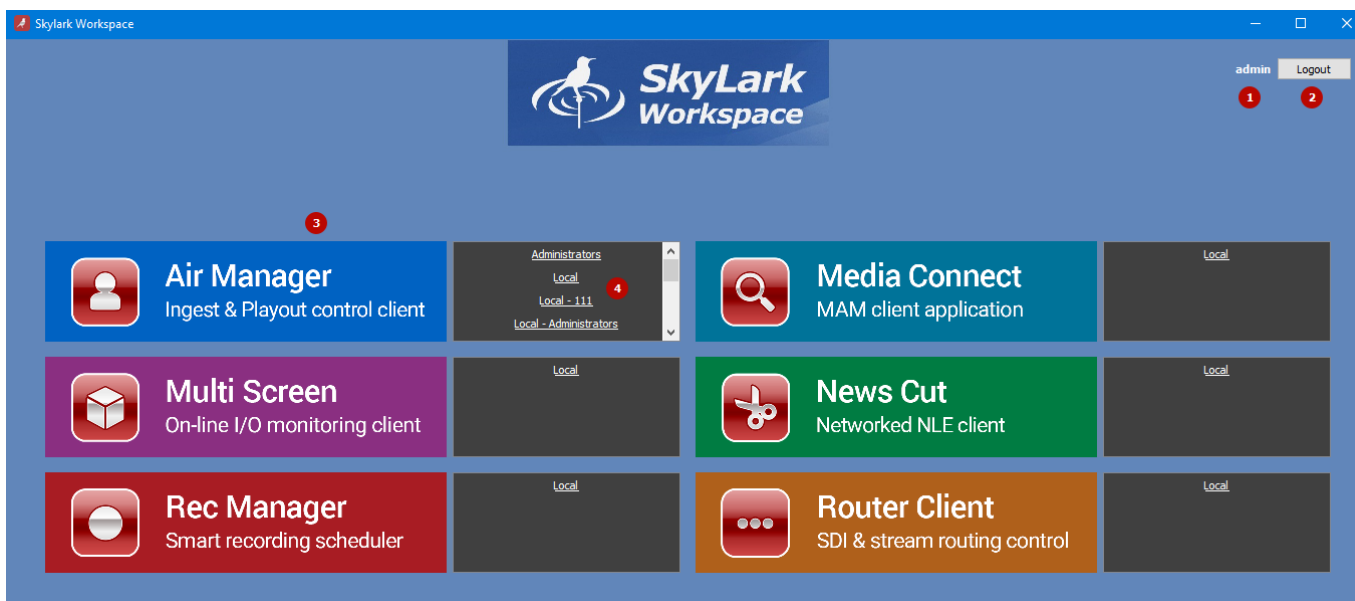 Skylark Workspace
SkyLark
Workspace
admin
Logout
1
2
3
Air Manager
Ingest & Playout control client
Administrators
Local
4
Local - 111
Local - Administrators
Media Connect
MAM client application
Local
Multi Screen
On-line I/O monitoring client
Local
News Cut
Networked NLE client
Local
Rec Manager
Smart recording scheduler
Local
Router Client
SDI & stream routing control
Local